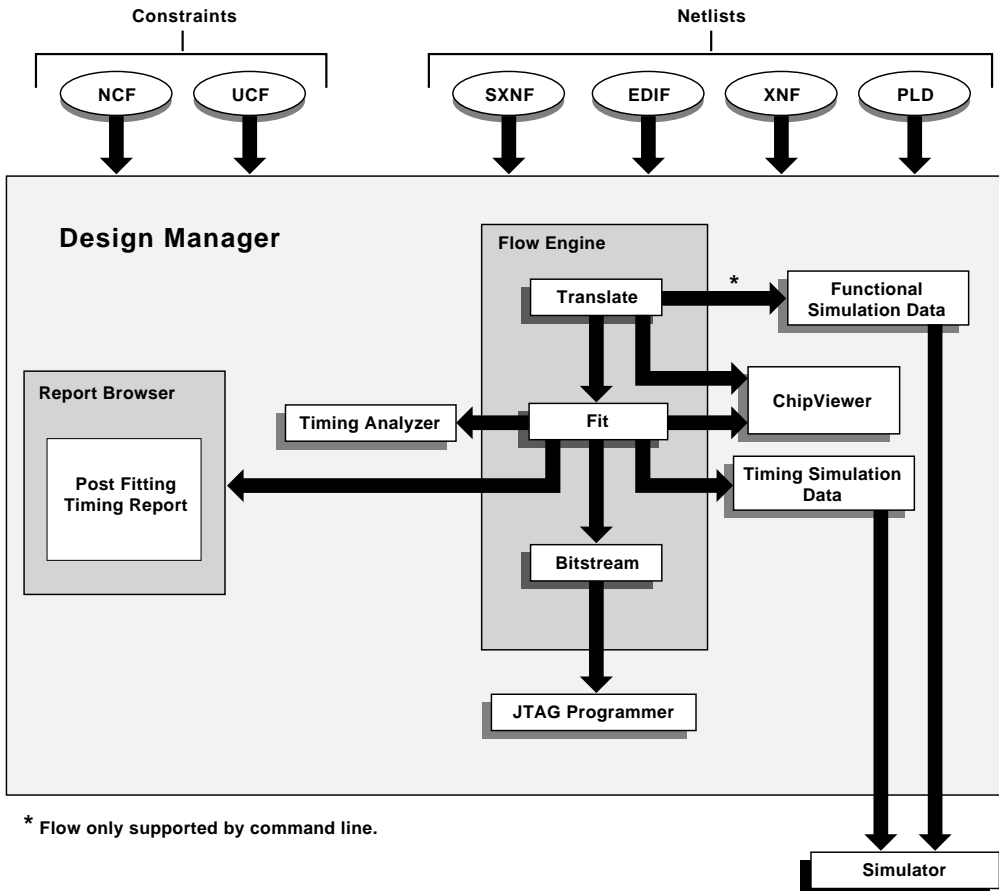 Constraints
Netlists
NCF
UCF
SXNF
EDIF
XNF
PLD
Design Manager
Flow Engine
Translate
*
Functional
Simulation Data
Report Browser
Post Fitting
Timing Report
Timing Analyzer
Fit
ChipViewer
Timing Simulation
Data
Bitstream
JTAG Programmer
* Flow only supported by command line.
Simulator